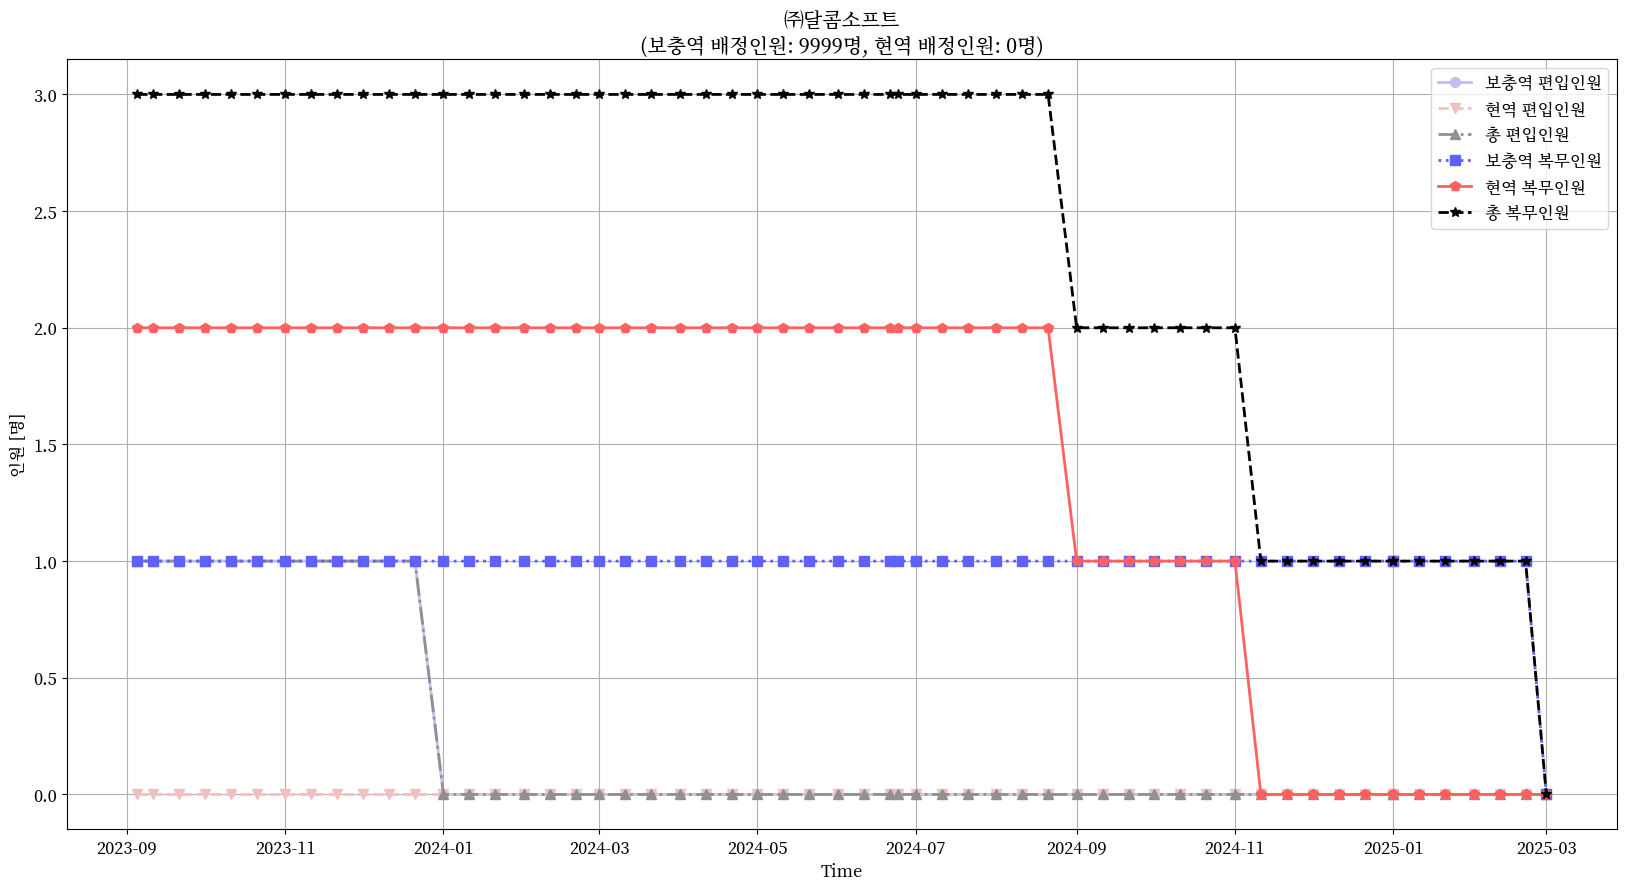 ㈜달콤소프트
(보충역 배정인원: 9999명, 현역 배정인원: 0명)
보충역 편입인원
현역 편입인원
총 편입인원
보충역 복무인원
현역 복무인원
총 복무인원
3.0
2.5
2.0
1.5
1.0
0.5
0.0
인원 [명]
2023-09
2023-11
2024-01
2024-03
2024-05
2024-07
2024-09
2024-11
2025-01
2025-03
Time